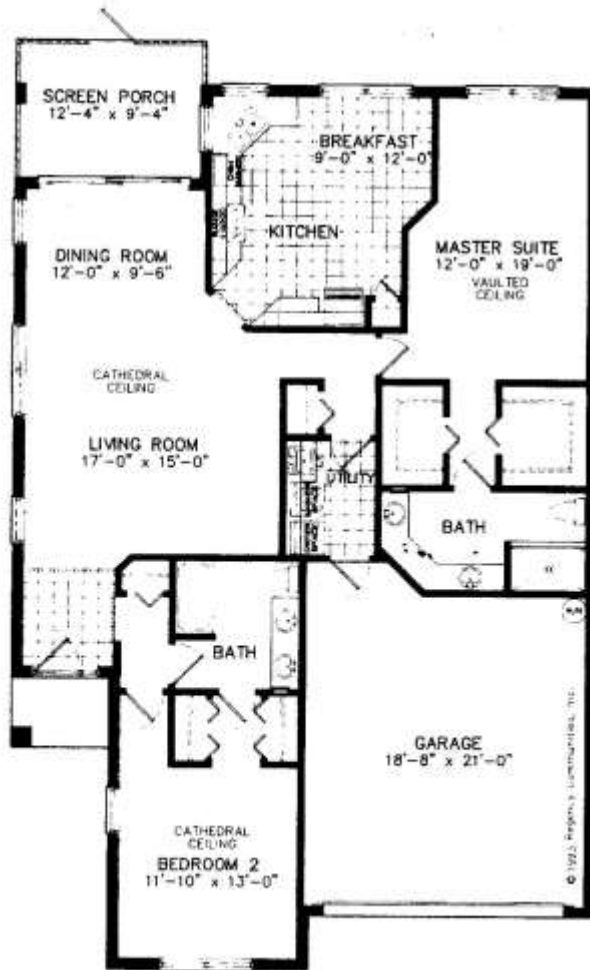 SCREEN PORCH
12'-4" x 9'-4"
BREAKFAST
9'-0" x 12'-0"
KITCHEN
DINING ROOM
12'-0" x 9'-6"
MASTER SUITE
12'-0" x 19'-0"
VAULTED
CEILING
CATHEDRAL
CEILING
LIVING ROOM
17'-0" x 15'-0"
UTILITY
BATH
BATH
GARAGE
18'-8" x 21'-0"
CATHEDRAL
CEILING
BEDROOM 2
11'-10" x 13'-0"